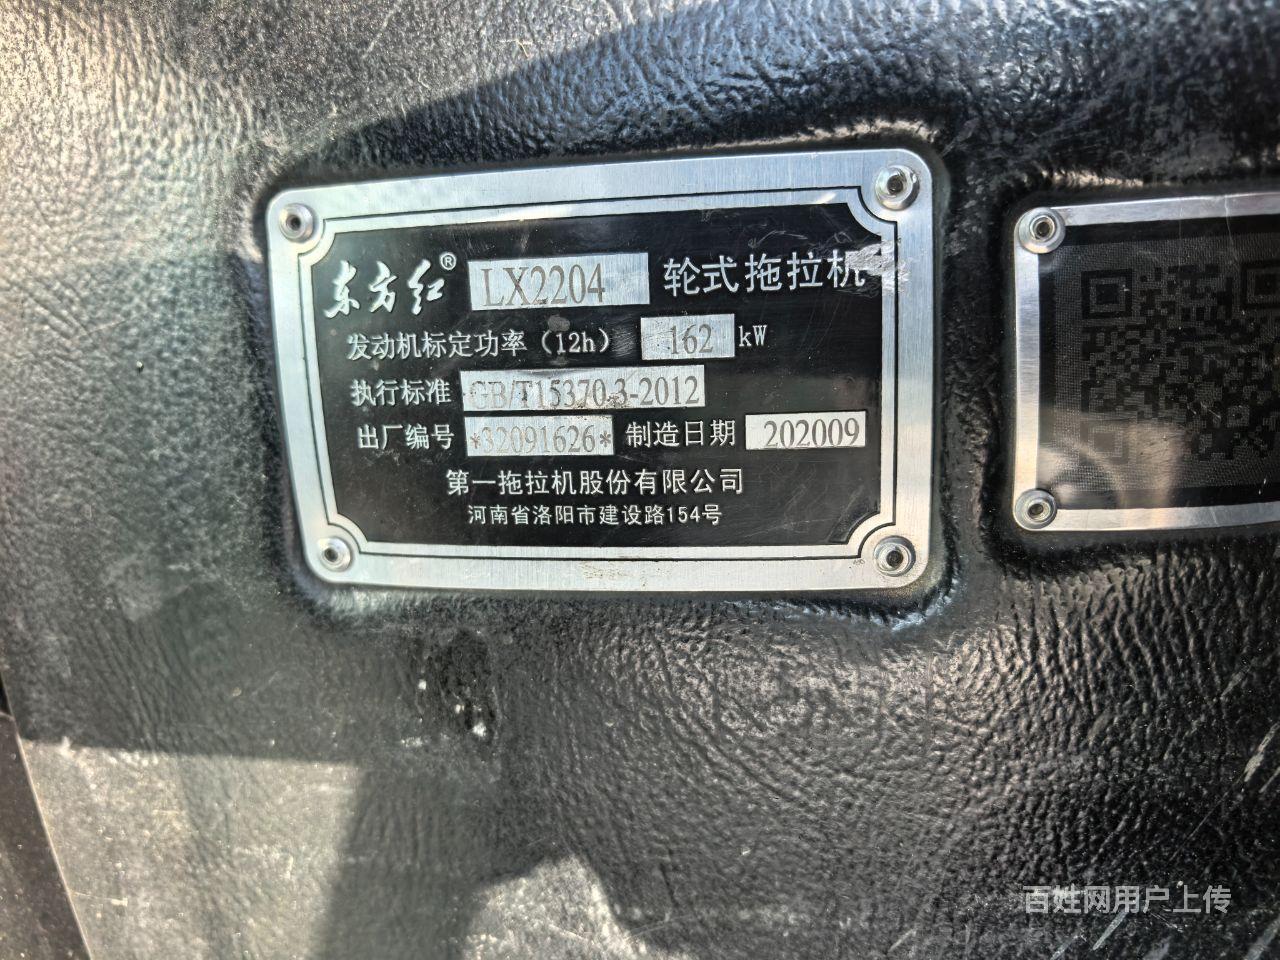 东方红® LX2204 轮式拖拉机
发动机标定功率（12h） 162 kW
执行标准 GB/T15370.3-2012
出厂编号 *32091626* 制造日期 202009
第一拖拉机股份有限公司
河南省洛阳市建设路154号
百姓网用户上传